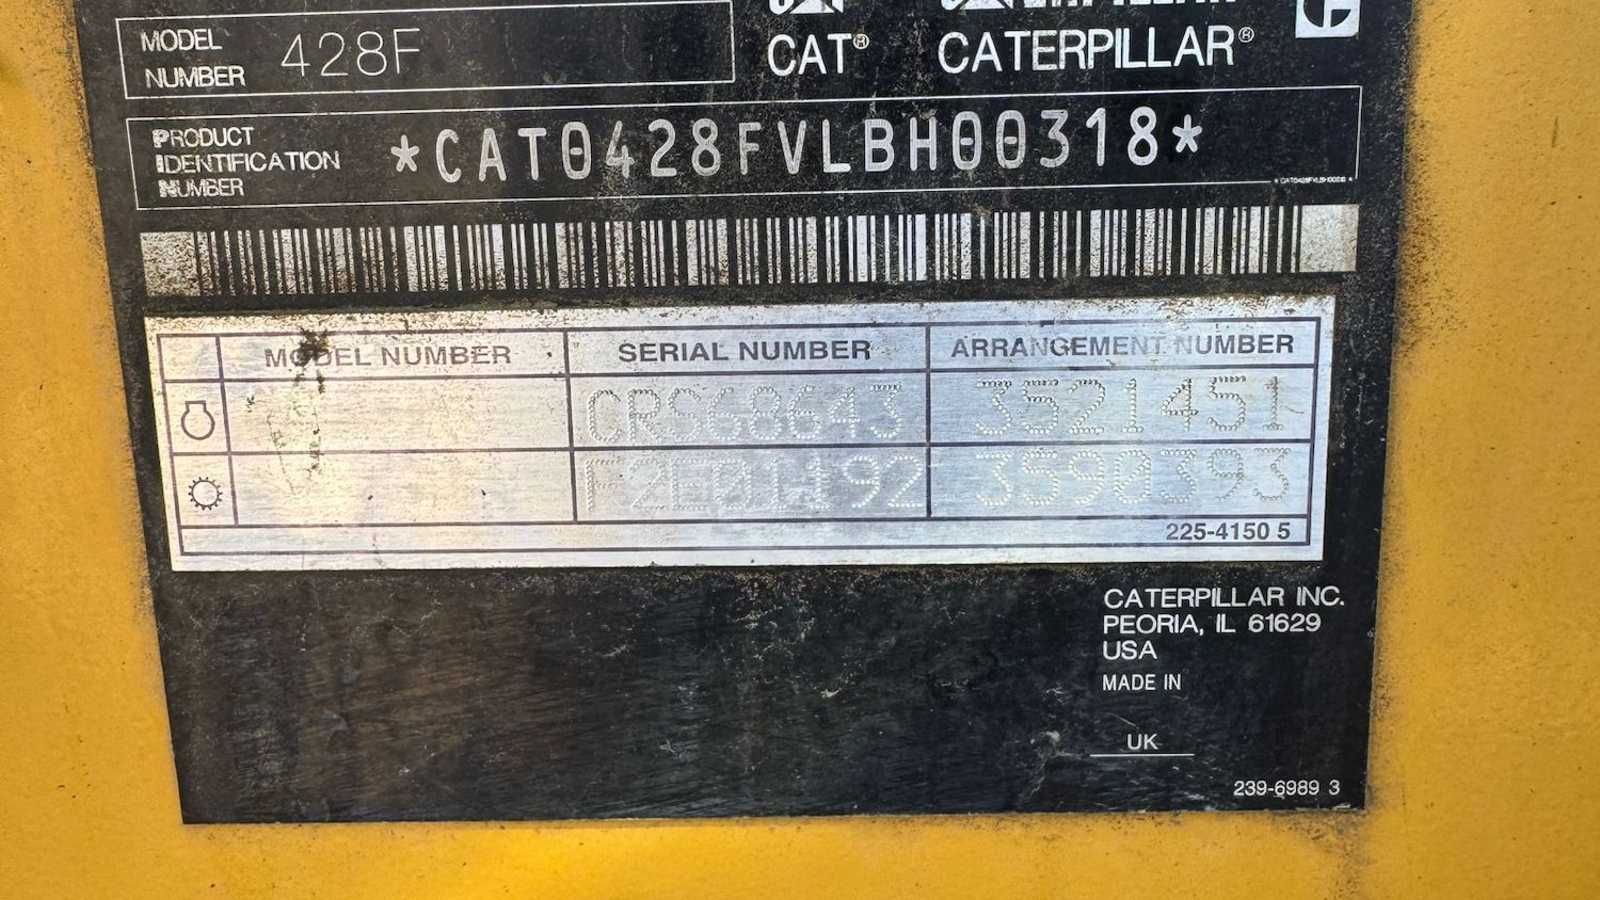 MODEL NUMBER 428F
CAT® CATERPILLAR®
PRODUCT
IDENTIFICATION
NUMBER
*CAT0428FVLBH00318*
*CAT0428FVLBH00318*
MODEL NUMBER SERIAL NUMBER ARRANGEMENT NUMBER
CRS68643 3521451
3590393
225-4150 5
CATERPILLAR INC.
PEORIA, IL 61629
USA
MADE IN
UK
239-6989 3